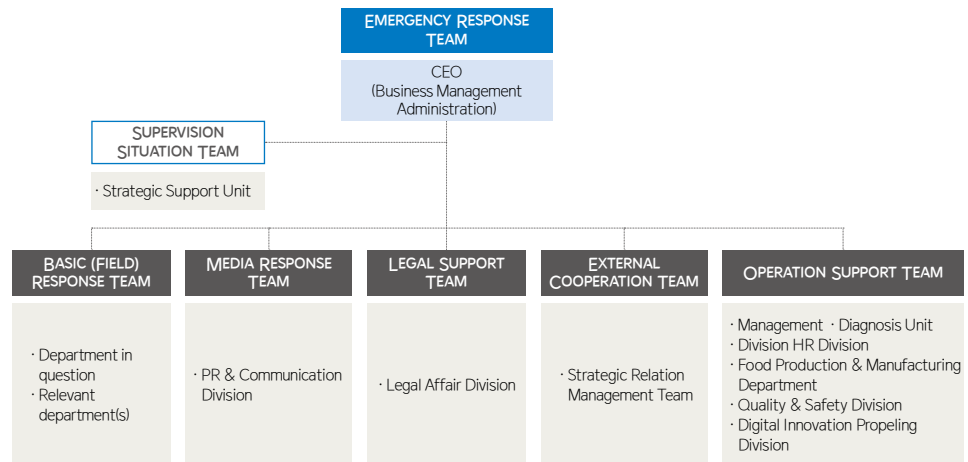 EMERGENCY RESPONSE
TEAM
CEO
(Business Management
Administration)
SUPERVISION
SITUATION TEAM
· Strategic Support Unit
BASIC (FIELD)
RESPONSE TEAM
· Department in
question
· Relevant
department(s)
MEDIA RESPONSE
TEAM
· PR & Communication
Division
LEGAL SUPPORT
TEAM
· Legal Affair Division
EXTERNAL
COOPERATION TEAM
· Strategic Relation
Management Team
OPERATION SUPPORT TEAM
· Management · Diagnosis Unit
· Division HR Division
· Food Production & Manufacturing
Department
· Quality & Safety Division
· Digital Innovation Propeling
Division